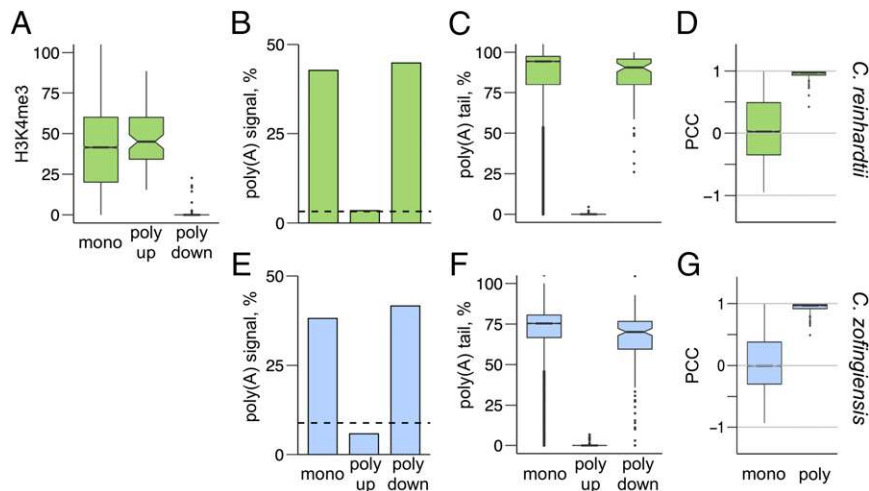 A
B
C
D
H3K4me3
100
75
50
25
0
mono
poly up
poly down
poly(A) signal, %
50
25
0
poly(A) tail, %
100
75
50
25
0
PCC
1
0
−1
C. reinhardtii
E
F
G
poly(A) signal, %
50
25
0
mono
poly up
poly down
poly(A) tail, %
100
75
50
25
0
mono
poly up
poly down
PCC
1
0
−1
mono
poly
C. zofingiensis